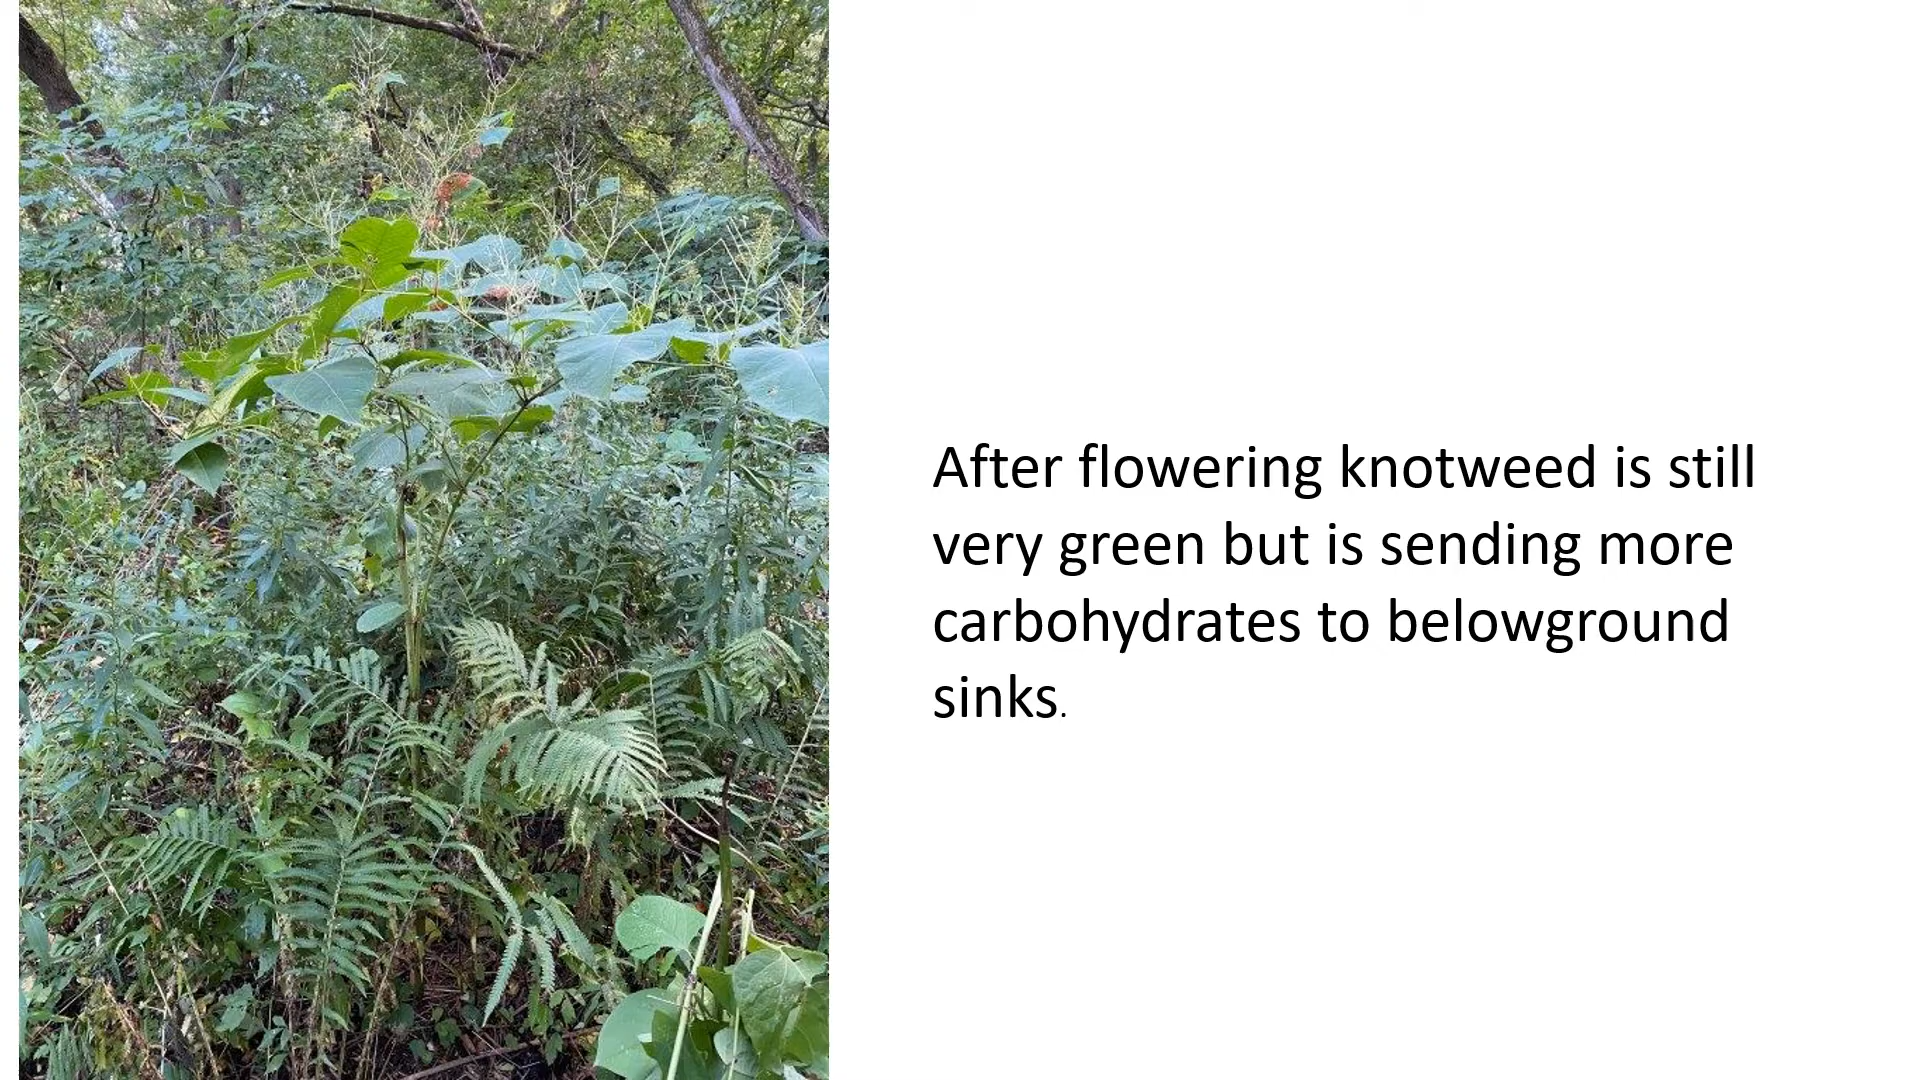 After flowering knotweed is still
very green but is sending more
carbohydrates to belowground
sinks.